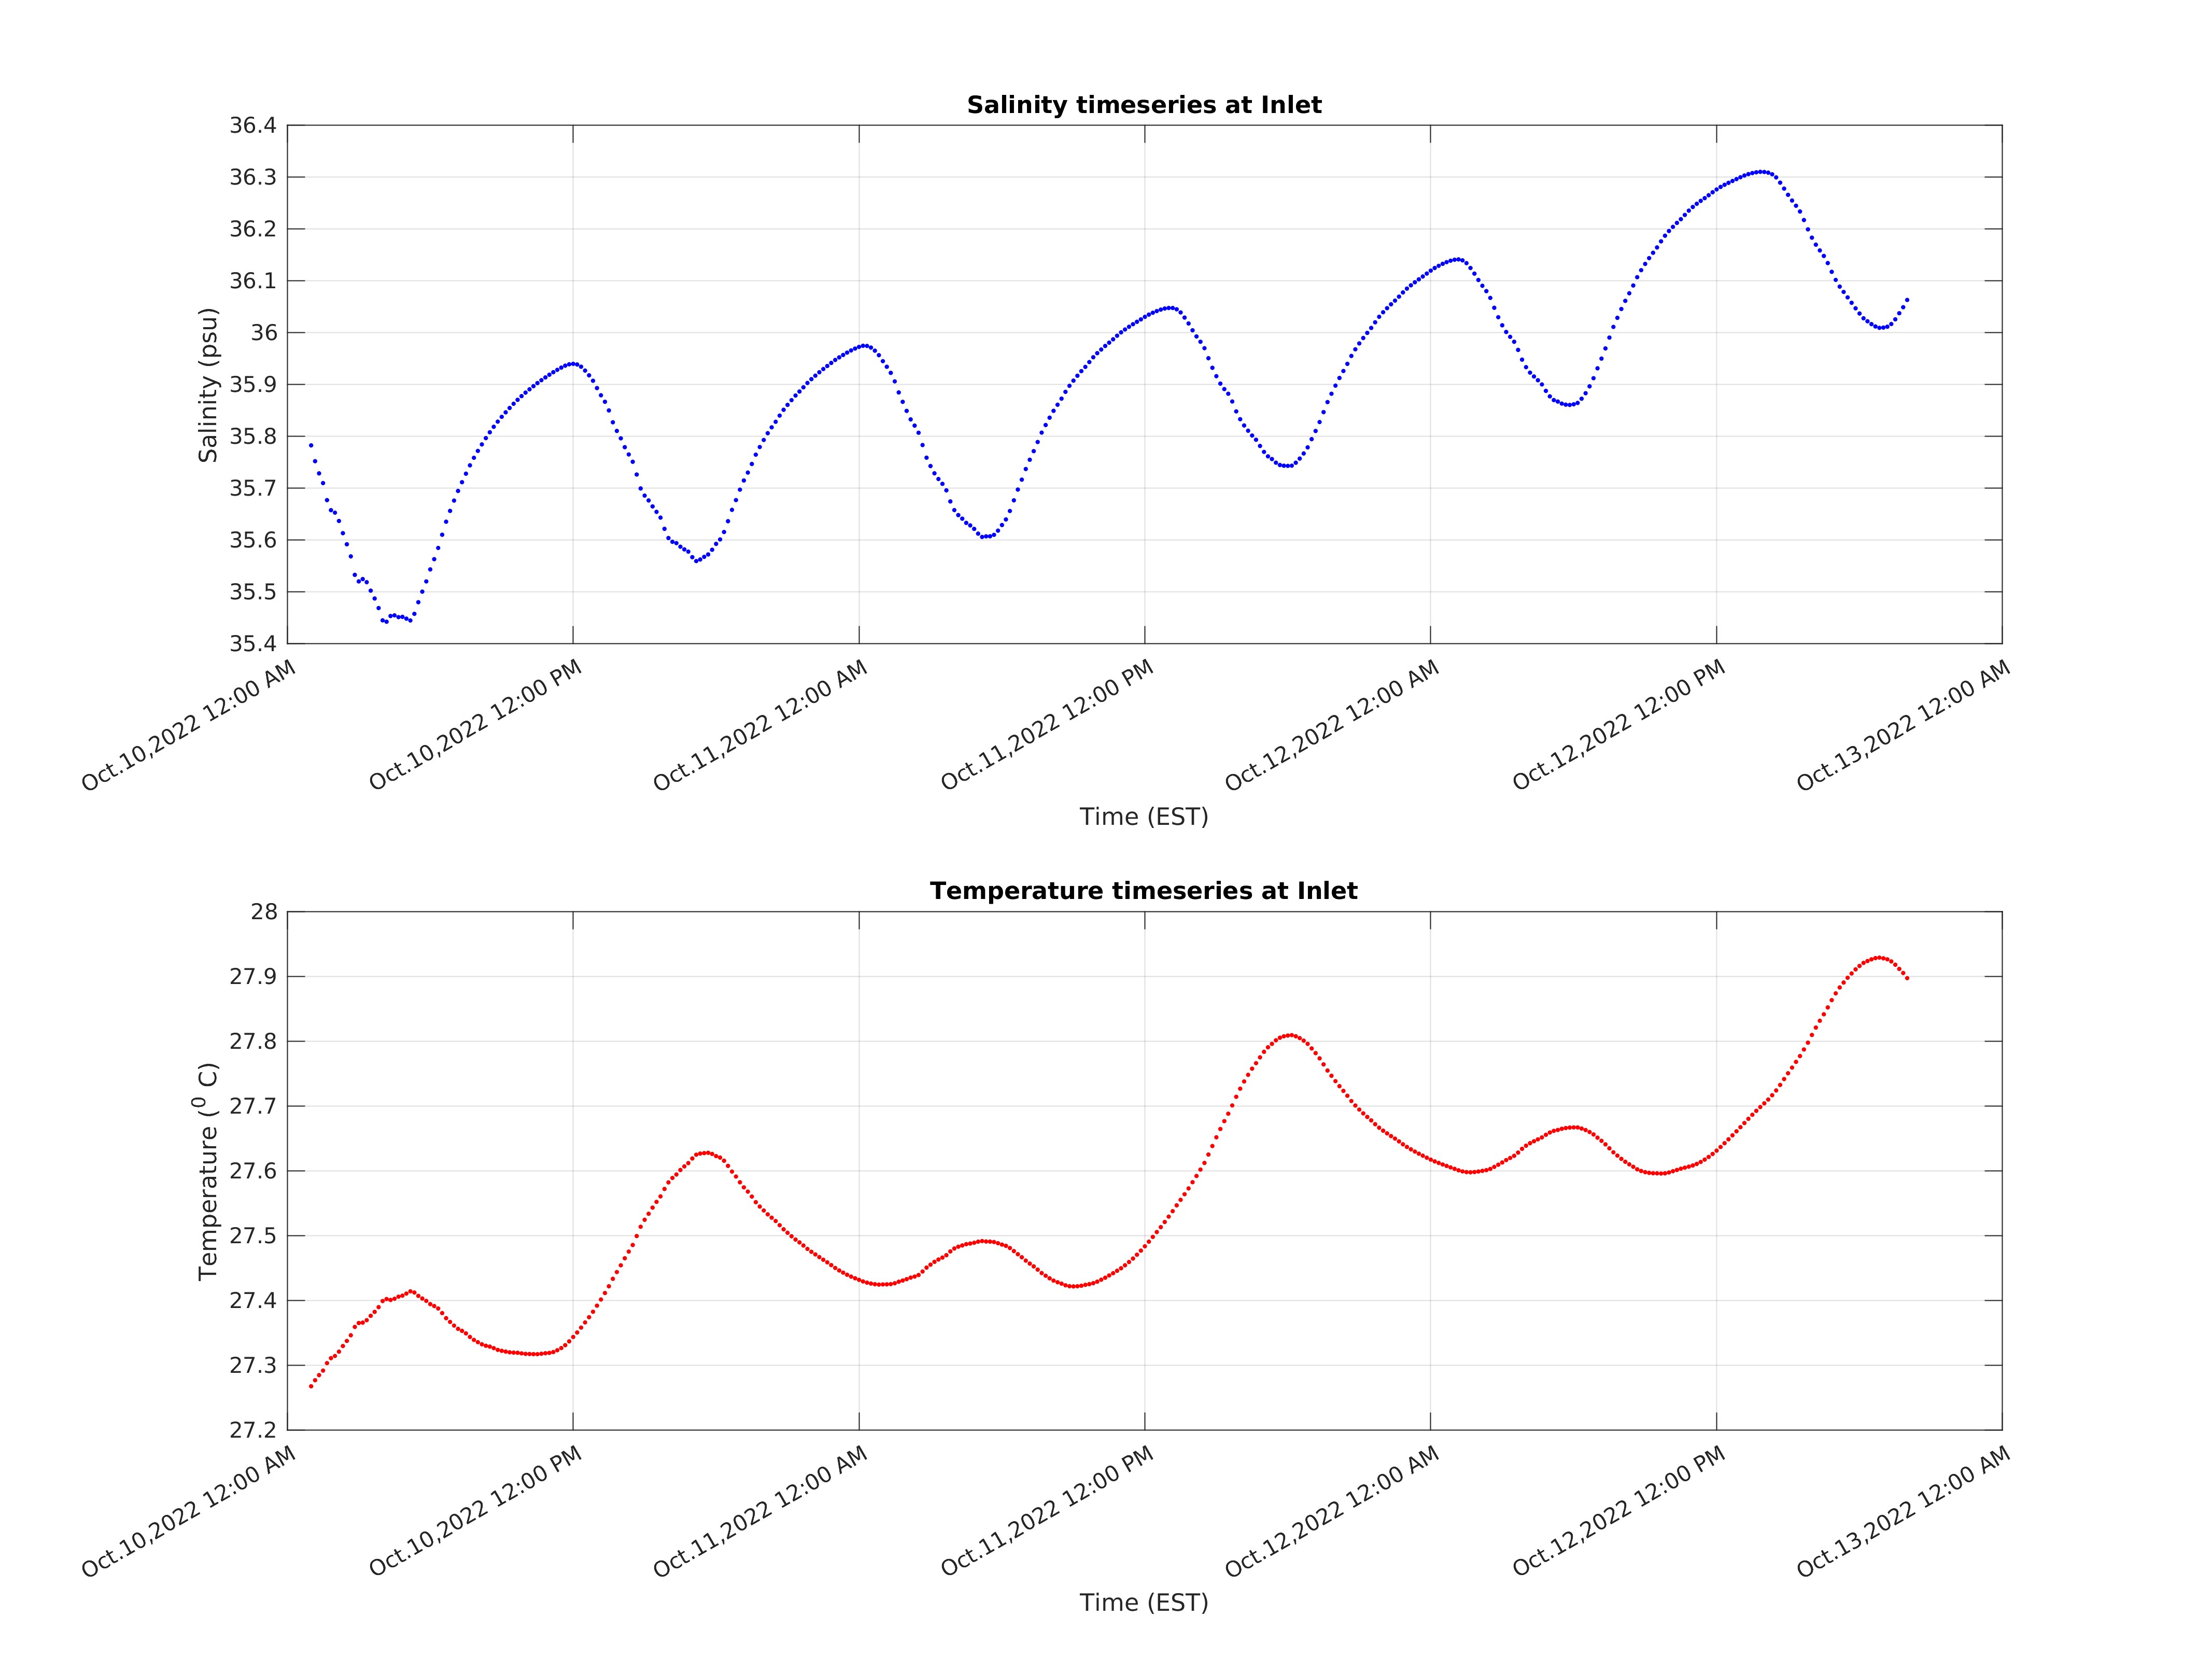 Salinity timeseries at Inlet
36.4
36.3
36.2
36.1
36
35.9
35.8
35.7
35.6
35.5
35.4
Salinity (psu)
Oct.10,2022 12:00 AM
Oct.10,2022 12:00 PM
Oct.11,2022 12:00 AM
Oct.11,2022 12:00 PM
Oct.12,2022 12:00 AM
Oct.12,2022 12:00 PM
Oct.13,2022 12:00 AM
Time (EST)
Temperature timeseries at Inlet
28
27.9
27.8
27.7
27.6
27.5
27.4
27.3
27.2
Temperature (⁰ C)
Oct.10,2022 12:00 AM
Oct.10,2022 12:00 PM
Oct.11,2022 12:00 AM
Oct.11,2022 12:00 PM
Oct.12,2022 12:00 AM
Oct.12,2022 12:00 PM
Oct.13,2022 12:00 AM
Time (EST)